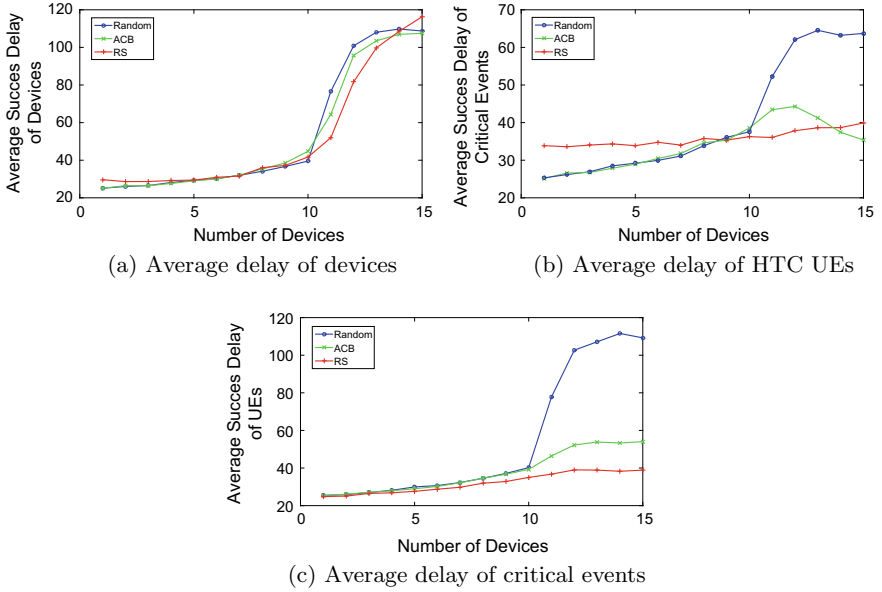 120
100
80
60
40
20
0
5
10
15
Average Succes Delay
of Devices
Number of Devices
Random
ACB
RS
(a) Average delay of devices
70
60
50
40
30
20
0
5
10
15
Average Succes Delay of
Critical Events
Number of Devices
Random
ACB
RS
(b) Average delay of HTC UEs
120
100
80
60
40
20
0
5
10
15
Average Succes Delay
of UEs
Number of Devices
Random
ACB
RS
(c) Average delay of critical events